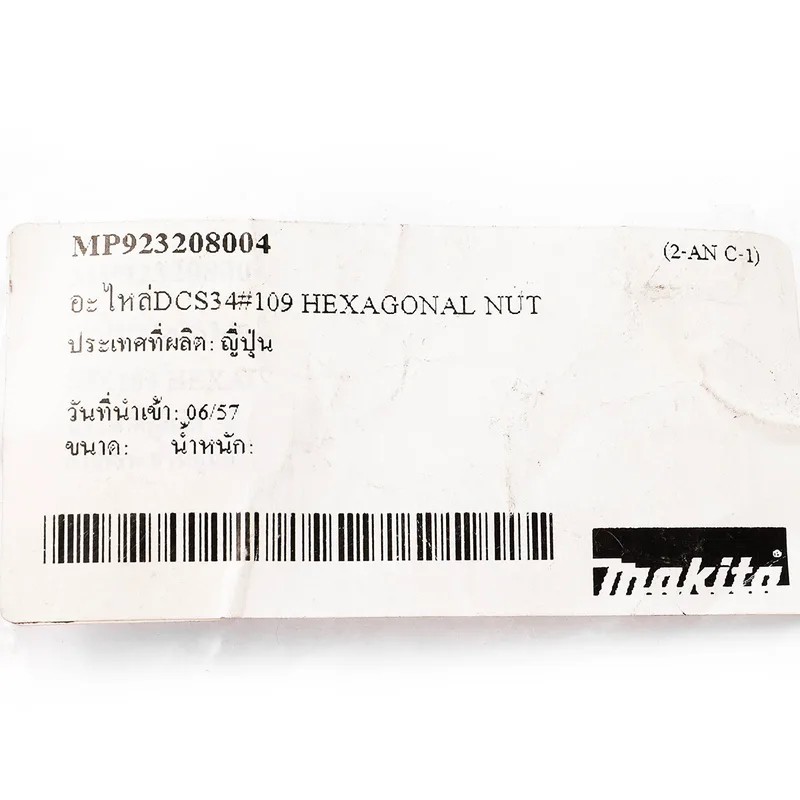 MP923208004
(2-AN C-1)
อะไหล่DCS34#109 HEXAGONAL NUT
ประเทศที่ผลิต: ญี่ปุ่น
วันที่นำเข้า: 06/57
ขนาด: น้ำหนัก:
makita®